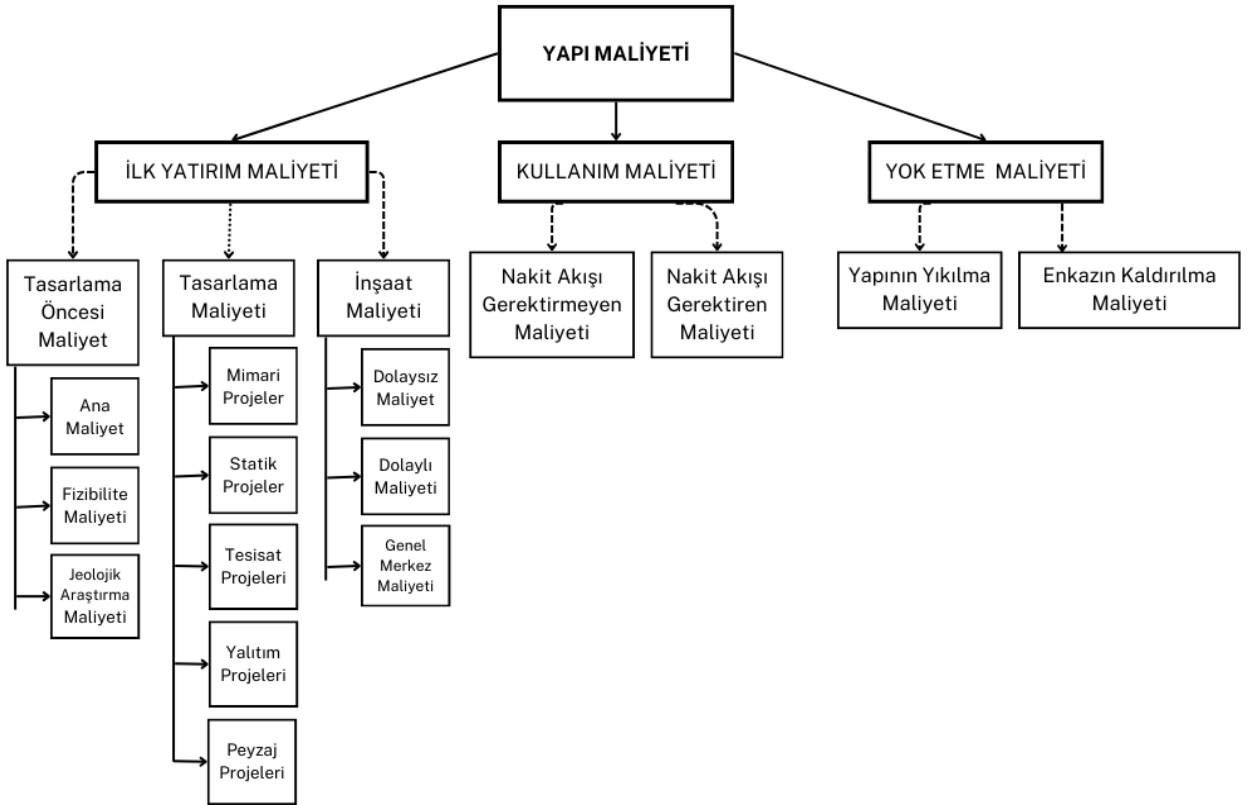 YAPI MALİYETİ
İLK YATIRIM MALİYETİ
KULLANIM MALİYETİ
YOK ETME MALİYETİ
Tasarlama
Öncesi
Maliyet
Tasarlama
Maliyeti
İnşaat
Maliyeti
Nakit Akışı
Gerektirmeyen
Maliyeti
Nakit Akışı
Gerektiren
Maliyeti
Yapının Yıkılma
Maliyeti
Enkazın Kaldırılma
Maliyeti
Ana
Maliyet
Fizibilite
Maliyeti
Jeolojik
Araştırma
Maliyeti
Mimari
Projeler
Statik
Projeler
Tesisat
Projeleri
Yalıtım
Projeleri
Peyzaj
Projeleri
Dolaysız
Maliyet
Dolaylı
Maliyeti
Genel
Merkez
Maliyeti